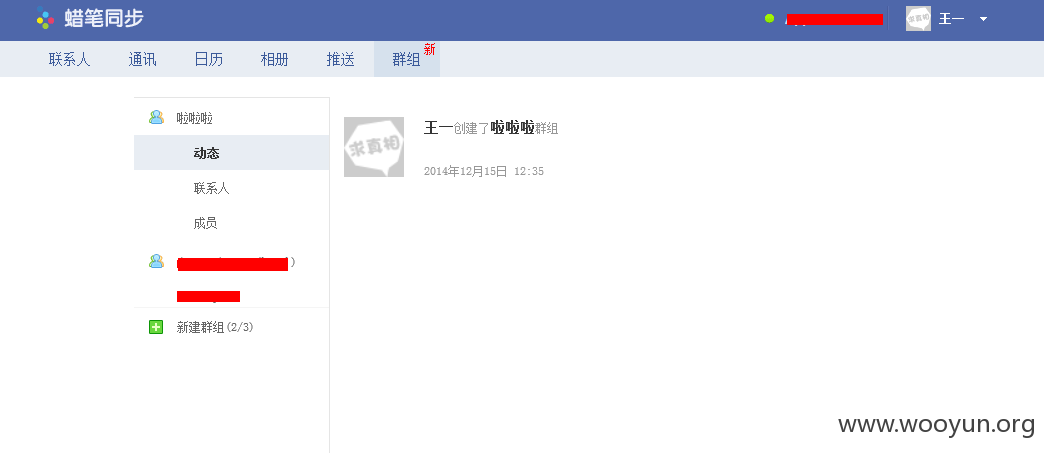 蜡笔同步
王一
联系人 通讯 日历 相册 推送 群组 新
啦啦啦
动态
联系人
成员
)
新建群组(2/3)
求真相
王一创建了啦啦啦群组
2014年12月15日 12:35
www.wooyun.org